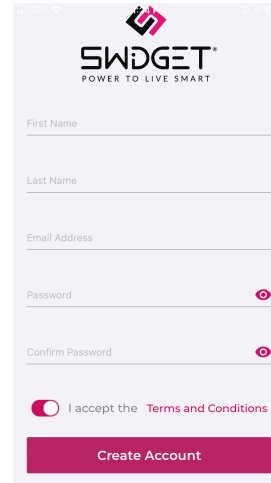 SWIDGET®
POWER TO LIVE SMART
First Name
Last Name
Email Address
Password
Confirm Password
I accept the Terms and Conditions
Create Account